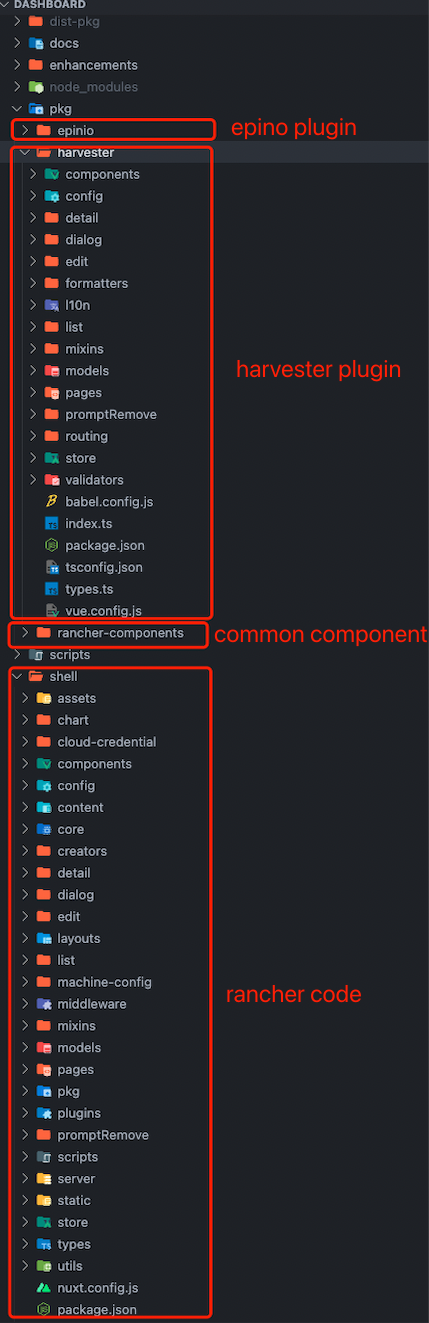 DASHBOARD
dist-pkg
docs
enhancements
node_modules
pkg
epinio
epino plugin
harvester
components
config
detail
dialog
edit
formatters
l10n
list
mixins
models
harvester plugin
pages
promptRemove
routing
store
validators
babel.config.js
index.ts
package.json
tsconfig.json
types.ts
vue.config.js
rancher-components
common component
scripts
shell
assets
chart
cloud-credential
components
config
content
core
creators
detail
dialog
edit
layouts
list
machine-config
rancher code
middleware
mixins
models
pages
pkg
plugins
promptRemove
scripts
server
static
store
types
utils
nuxt.config.js
package.json